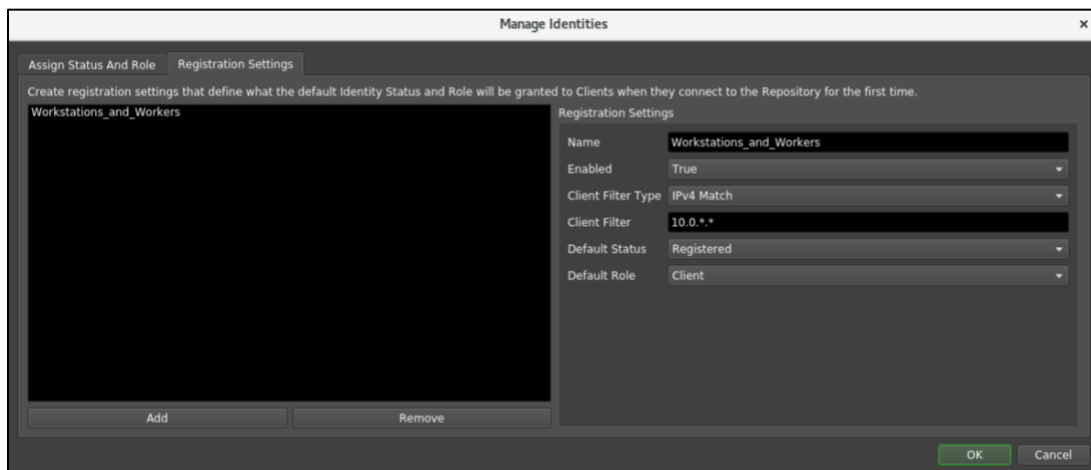 Manage Identities
Assign Status And Role
Registration Settings
Create registration settings that define what the default Identity Status and Role will be granted to Clients when they connect to the Repository for the first time.
Workstations_and_Workers
Registration Settings
Name Workstations_and_Workers
Enabled True
Client Filter Type IPv4 Match
Client Filter 10.0.*.*
Default Status Registered
Default Role Client
Add Remove
OK Cancel